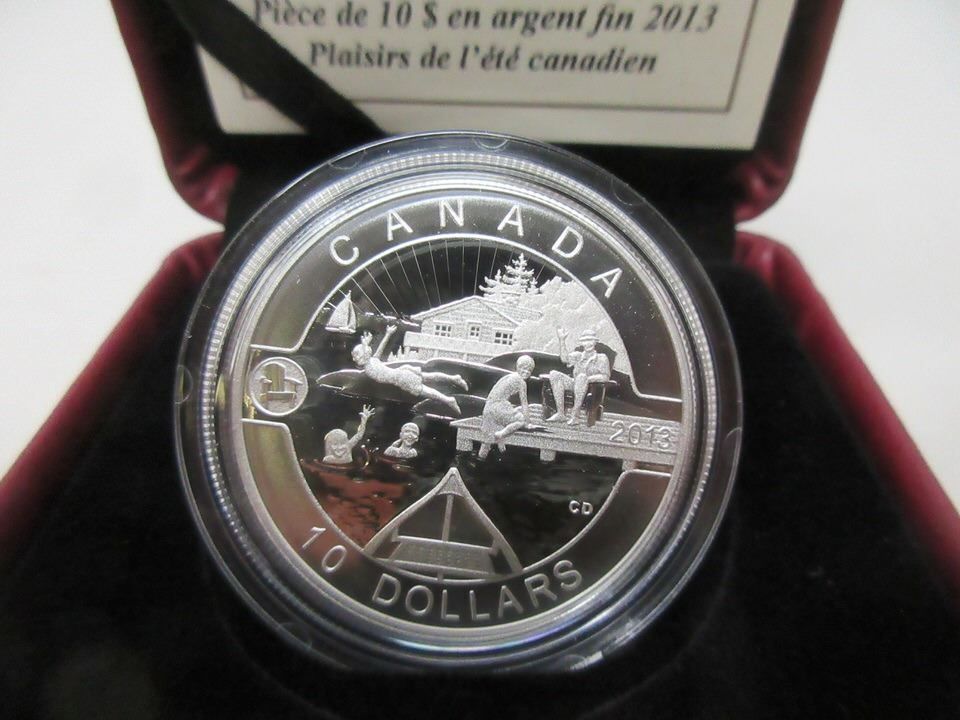 Pièce de 10 $ en argent fin 2013
Plaisirs de l'été canadien
CANADA
2013
CD
10 DOLLARS